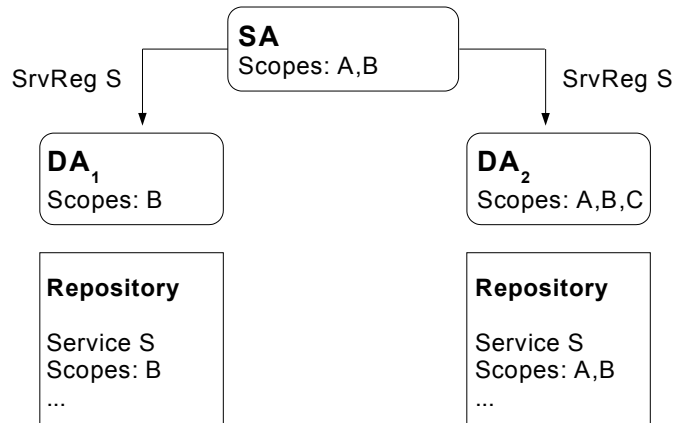 SA
Scopes: A,B
SrvReg S
SrvReg S
DA1
Scopes: B
DA2
Scopes: A,B,C
Repository
Service S
Scopes: B
...
Repository
Service S
Scopes: A,B
...